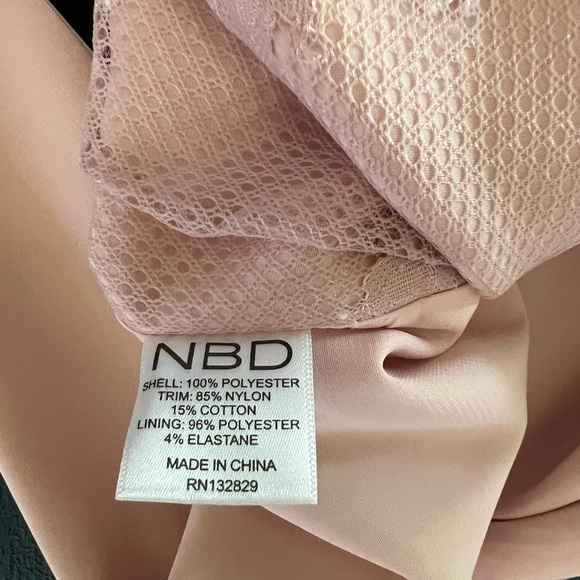 NBD
SHELL: 100% POLYESTER
TRIM: 85% NYLON
15% COTTON
LINING: 96% POLYESTER
4% ELASTANE
MADE IN CHINA
RN132829